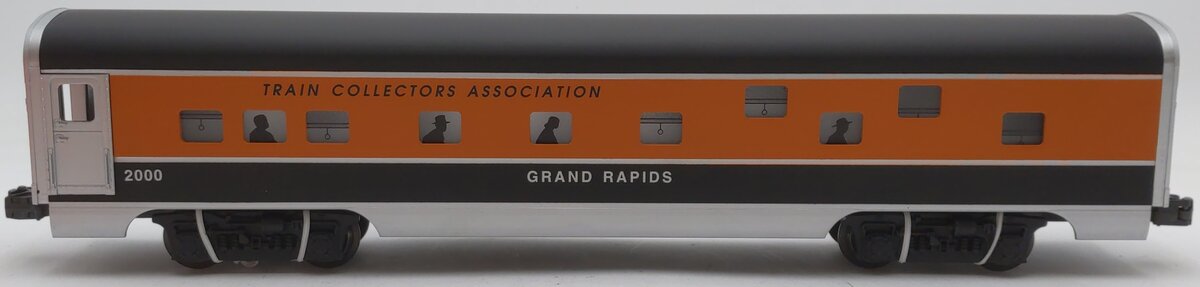 TRAIN COLLECTORS ASSOCIATION
2000
GRAND RAPIDS